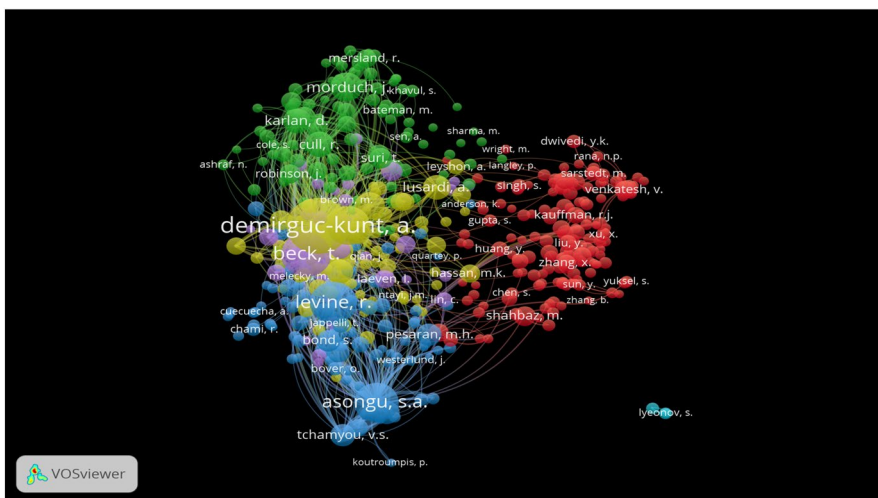 mersland, r.
morduch, j.
khavul, s.
bateman, m.
karlan, d.
sharma, m.
dwivedi, y.k.
cole, s.
cull, r.
sen, a.
wright, m.
rana, n.p.
ashraf, n.
suri, t.
leyshon, a.
langley, p.
sarstedt, m.
robinson, j.
lusardi, a.
singh, s.
venkatesh, v.
brown, m.
anderson, k.
kauffman, r.j.
demirguc-kunt, a.
gupta, s.
xu, x.
beck, t.
qian, j.
quartey, p.
huang, y.
liu, y.
zhang, x.
melecky, m.
laeven, l.
hassan, m.k.
sun, y.
yuksel, s.
levine, r.
ntayi, j.m.
lin, c.
chen, s.
zhang, b.
cuecuecha, a.
jappelli, t.
shahbaz, m.
chami, r.
bond, s.
pesaran, m.h.
bover, o.
westerlund, j.
asongu, s.a.
lyeonov, s.
tchamyou, v.s.
koutroumpis, p.
VOSviewer